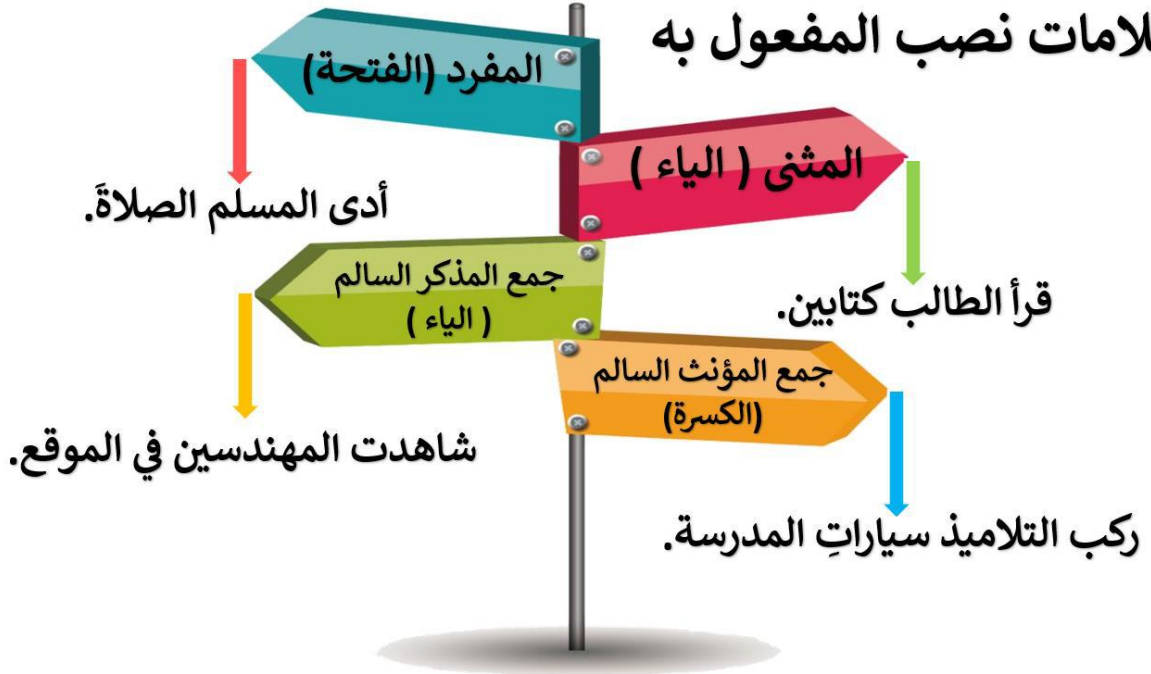 لامات نصب المفعول به
المفرد (الفتحة)
المثنى ( الياء )
أدى المسلم الصلاةَ.
جمع المذكر السالم
( الياء )
قرأ الطالب كتابين.
جمع المؤنث السالم
(الكسرة)
شاهدت المهندسين في الموقع.
ركب التلاميذ سياراتِ المدرسة.